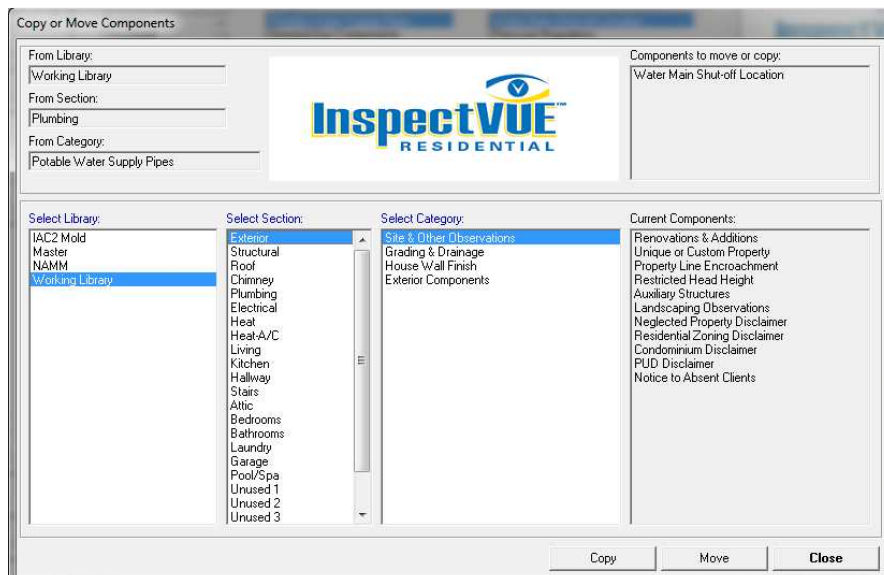 Copy or Move Components
From Library:
Working Library
From Section:
Plumbing
From Category:
Potable Water Supply Pipes
InspectVUE™
RESIDENTIAL
Components to move or copy:
Water Main Shut-off Location
Select Library:
IAC2 Mold
Master
NAMM
Working Library
Select Section:
Exterior
Structural
Roof
Chimney
Plumbing
Electrical
Heat
Heat-A/C
Living
Kitchen
Hallway
Stairs
Attic
Bedrooms
Bathrooms
Laundry
Garage
Pool/Spa
Unused 1
Unused 2
Unused 3
Select Category:
Site & Other Observations
Grading & Drainage
House Wall Finish
Exterior Components
Current Components:
Renovations & Additions
Unique or Custom Property
Property Line Encroachment
Restricted Head Height
Auxiliary Structures
Landscaping Observations
Neglected Property Disclaimer
Residential Zoning Disclaimer
Condominium Disclaimer
PUD Disclaimer
Notice to Absent Clients
Copy
Move
Close